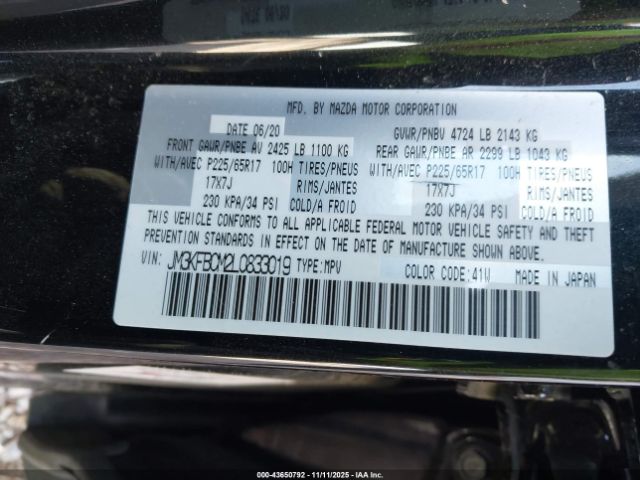 MFD. BY MAZDA MOTOR CORPORATION
DATE 06/20 GVWR/PNBV 4724 LB 2143 KG
FRONT GAWR/PNBE AV 2425 LB 1100 KG REAR GAWR/PNBE AR 2299 LB 1043 KG
WITH/AVEC P225/65R17 100H TIRES/PNEUS WITH/AVEC P225/65R17 100H TIRES/PNEUS
17X7J RIMS/JANTES 17X7J RIMS/JANTES
230 KPA/34 PSI COLD/A FROID 230 KPA/34 PSI COLD/A FROID
THIS VEHICLE CONFORMS TO ALL APPLICABLE FEDERAL MOTOR VEHICLE SAFETY AND THEFT
PREVENTION STANDARDS IN EFFECT ON THE DATE OF MANUFACTURE SHOWN ABOVE.
VIN: JM3KFBCM2L0833019 TYPE: MPV COLOR CODE: 41W MADE IN JAPAN
000-43650792 - 11/11/2025 - IAAI.COM